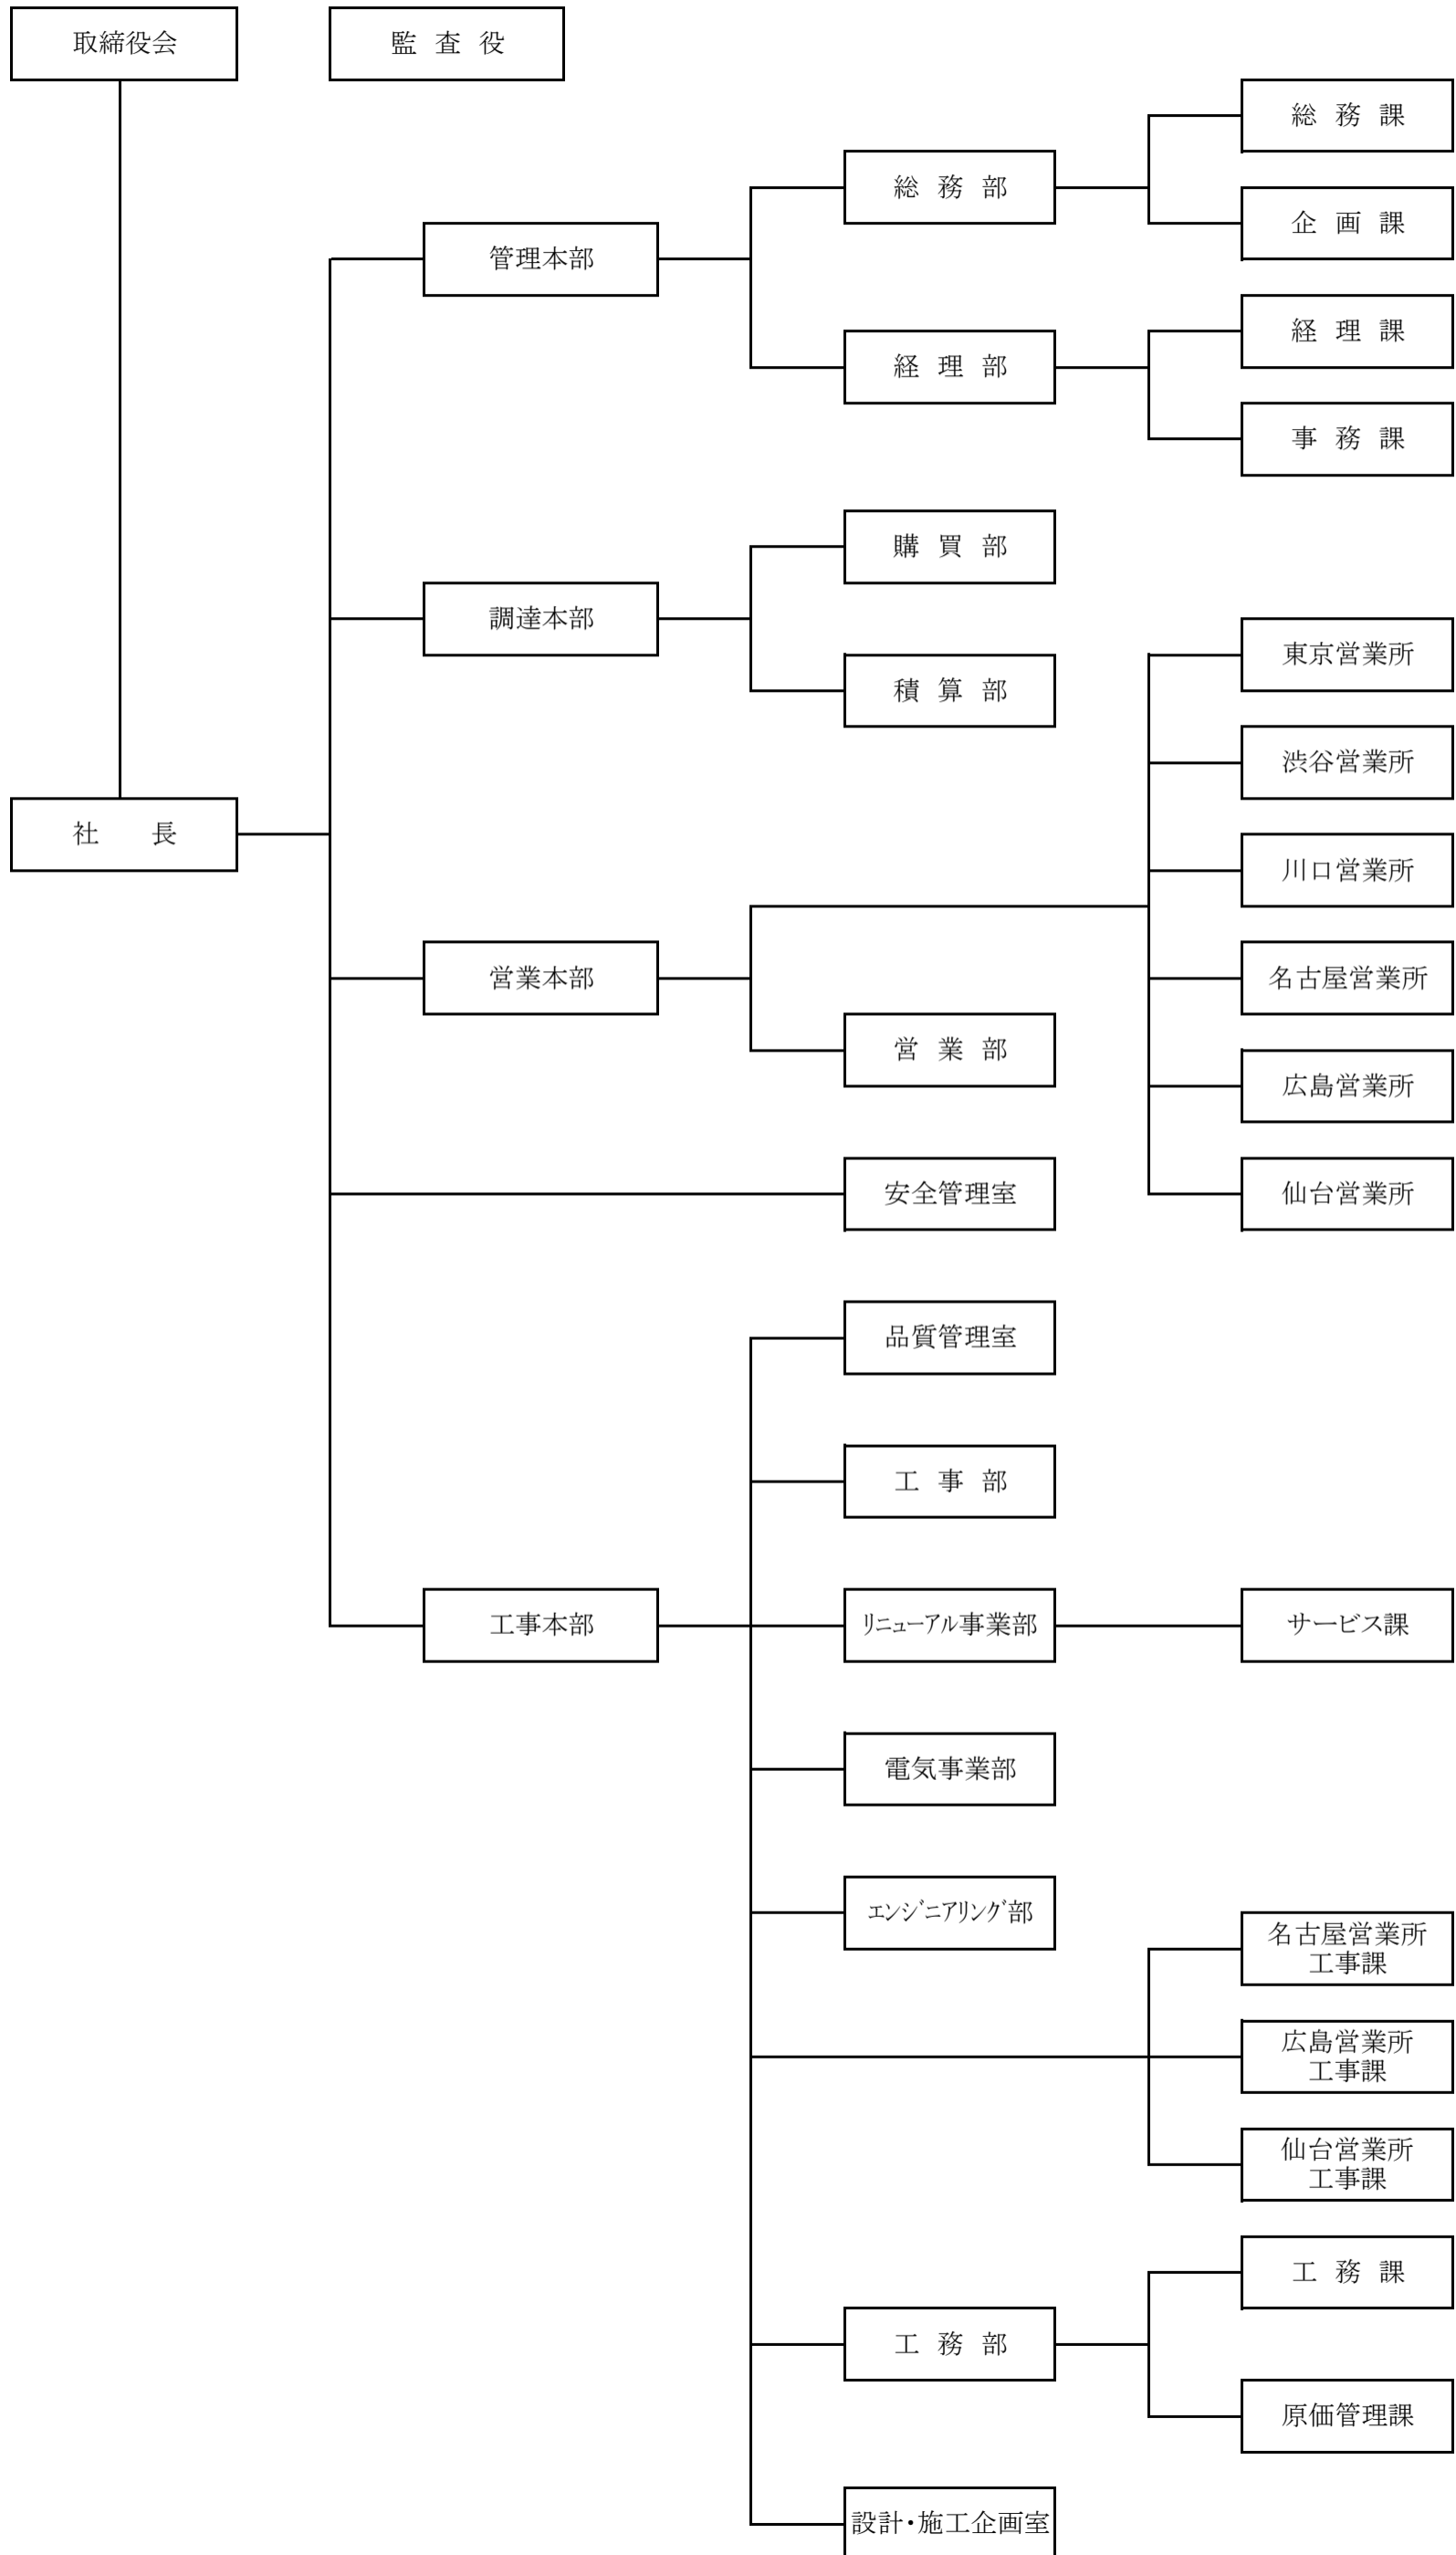 取締役会
監査役
総務課
総務部
企画課
管理本部
経理課
経理部
事務課
購買部
調達本部
東京営業所
積算部
渋谷営業所
社長
川口営業所
営業本部
名古屋営業所
営業部
広島営業所
安全管理室
仙台営業所
品質管理室
工事部
工事本部
ﾘﾆｭｰｱﾙ事業部
サービス課
電気事業部
ｴﾝｼﾞﾆｱﾘﾝｸﾞ部
名古屋営業所
工事課
広島営業所
工事課
仙台営業所
工事課
工務課
工務部
原価管理課
設計・施工企画室